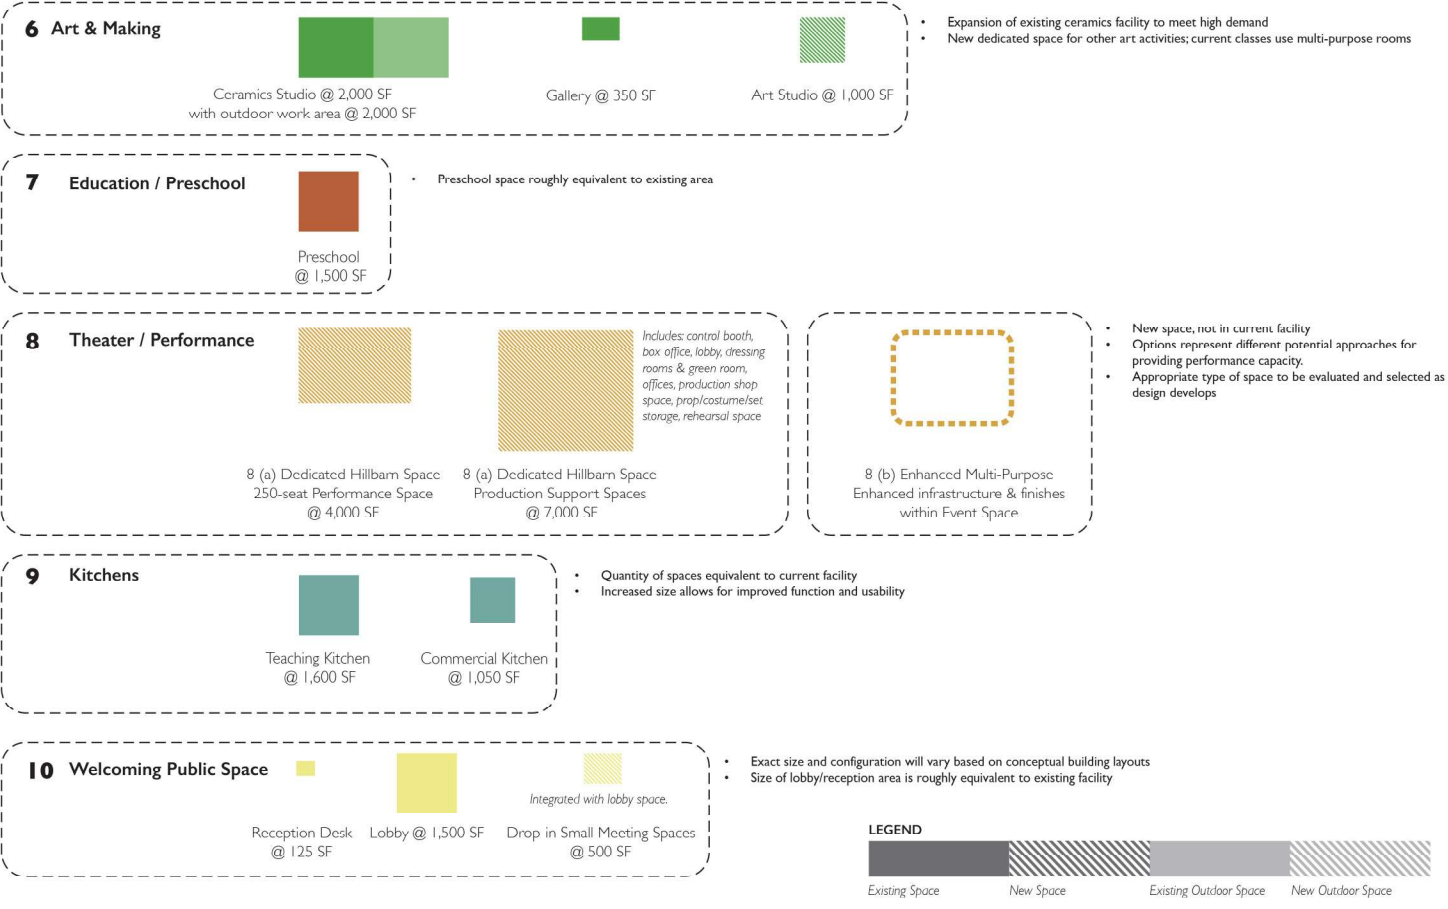 6 Art & Making
Ceramics Studio @ 2,000 SF
with outdoor work area @ 2,000 SF
Gallery @ 350 SF
Art Studio @ 1,000 SF
• Expansion of existing ceramics facility to meet high demand
• New dedicated space for other art activities; current classes use multi-purpose rooms
7 Education / Preschool
Preschool
@ 1,500 SF
• Preschool space roughly equivalent to existing area
8 Theater / Performance
Includes: control booth,
box office, lobby, dressing
rooms & green room,
offices, production shop
space, prop/costume/set
storage, rehearsal space
8 (a) Dedicated Hillbarn Space
250-seat Performance Space
@ 4,000 SF
8 (a) Dedicated Hillbarn Space
Production Support Spaces
@ 7,000 SF
8 (b) Enhanced Multi-Purpose
Enhanced infrastructure & finishes
within Event Space
• New space, not in current facility
• Options represent different potential approaches for
providing performance capacity.
• Appropriate type of space to be evaluated and selected as
design develops
9 Kitchens
Teaching Kitchen
@ 1,600 SF
Commercial Kitchen
@ 1,050 SF
• Quantity of spaces equivalent to current facility
• Increased size allows for improved function and usability
10 Welcoming Public Space
Reception Desk
@ 125 SF
Lobby @ 1,500 SF
Integrated with lobby space.
Drop in Small Meeting Spaces
@ 500 SF
• Exact size and configuration will vary based on conceptual building layouts
• Size of lobby/reception area is roughly equivalent to existing facility
LEGEND
Existing Space
New Space
Existing Outdoor Space
New Outdoor Space